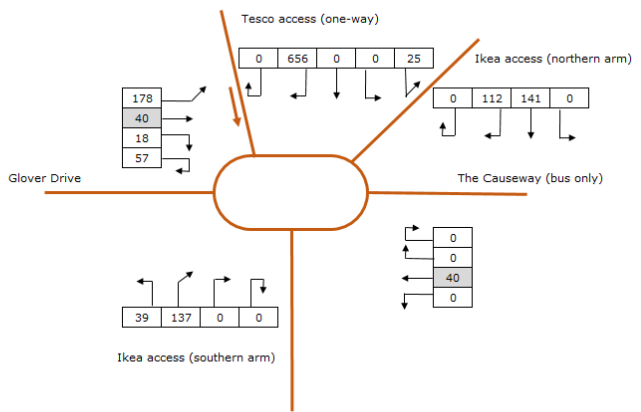 Tesco access (one-way)
0 656 0 0 25
Ikea access (northern arm)
0 112 141 0
178
40
18
57
Glover Drive
The Causeway (bus only)
0
0
40
0
39 137 0 0
Ikea access (southern arm)